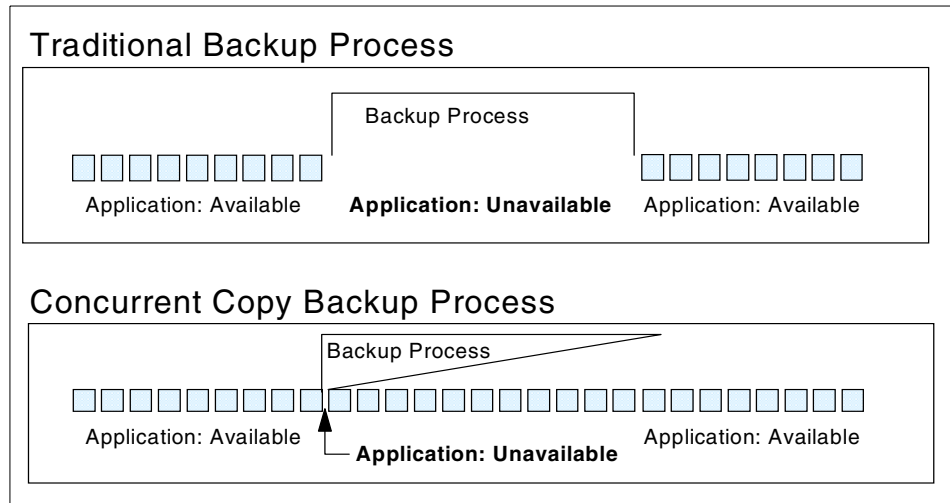 Traditional Backup Process
Backup Process
Application: Available
Application: Unavailable
Application: Available
Concurrent Copy Backup Process
Backup Process
Application: Available
Application: Unavailable
Application: Available